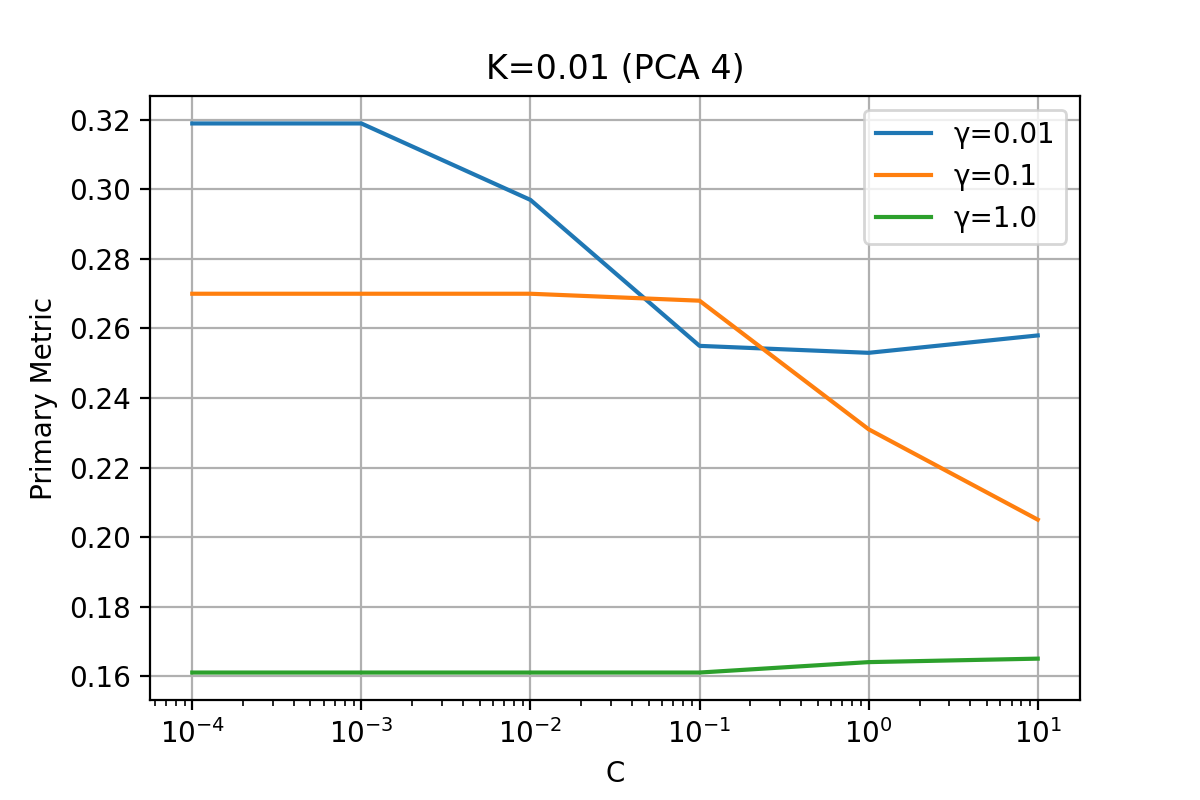 K=0.01 (PCA 4)
γ=0.01
γ=0.1
γ=1.0
Primary Metric
0.32
0.30
0.28
0.26
0.24
0.22
0.20
0.18
0.16
10⁻⁴ 10⁻³ 10⁻² 10⁻¹ 10⁰ 10¹
C